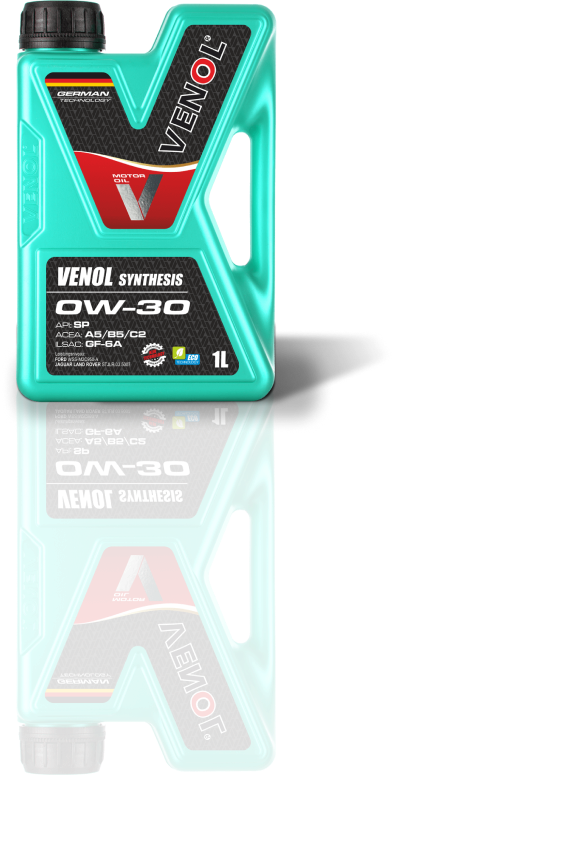 GERMAN
TECHNOLOGY
VENOL
MOTOR
OIL
V
VENOL
VENOL SYNTHESIS
0W-30
API: SP
ACEA: A5/B5/C2
ILSAC: GF-6A
JAGUAR LAND ROVER
ECO
1L